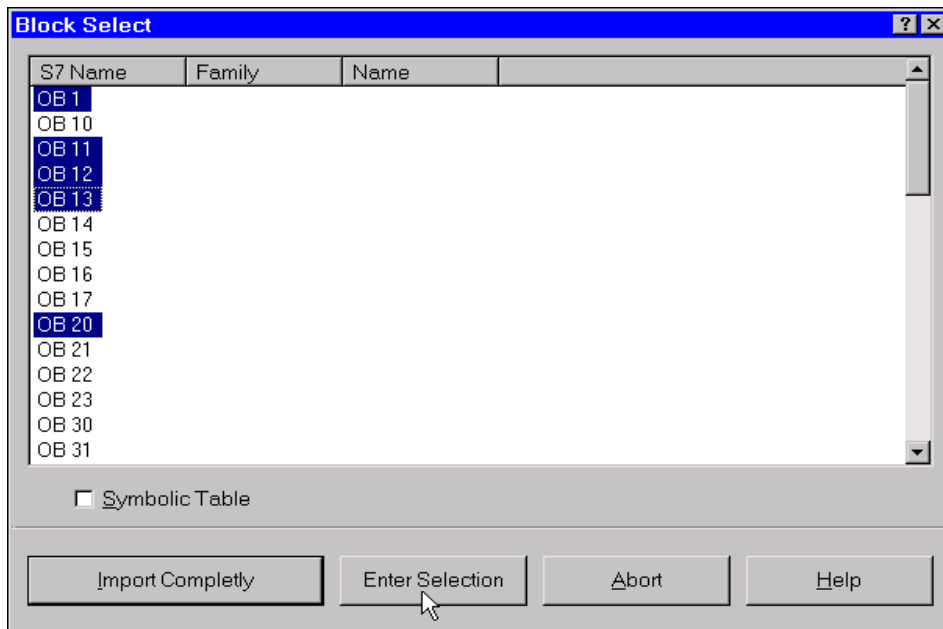 Block Select
S7 Name Family Name
OB 1
OB 10
OB 11
OB 12
OB 13
OB 14
OB 15
OB 16
OB 17
OB 20
OB 21
OB 22
OB 23
OB 30
OB 31
Symbolic Table
Import Completly Enter Selection Abort Help